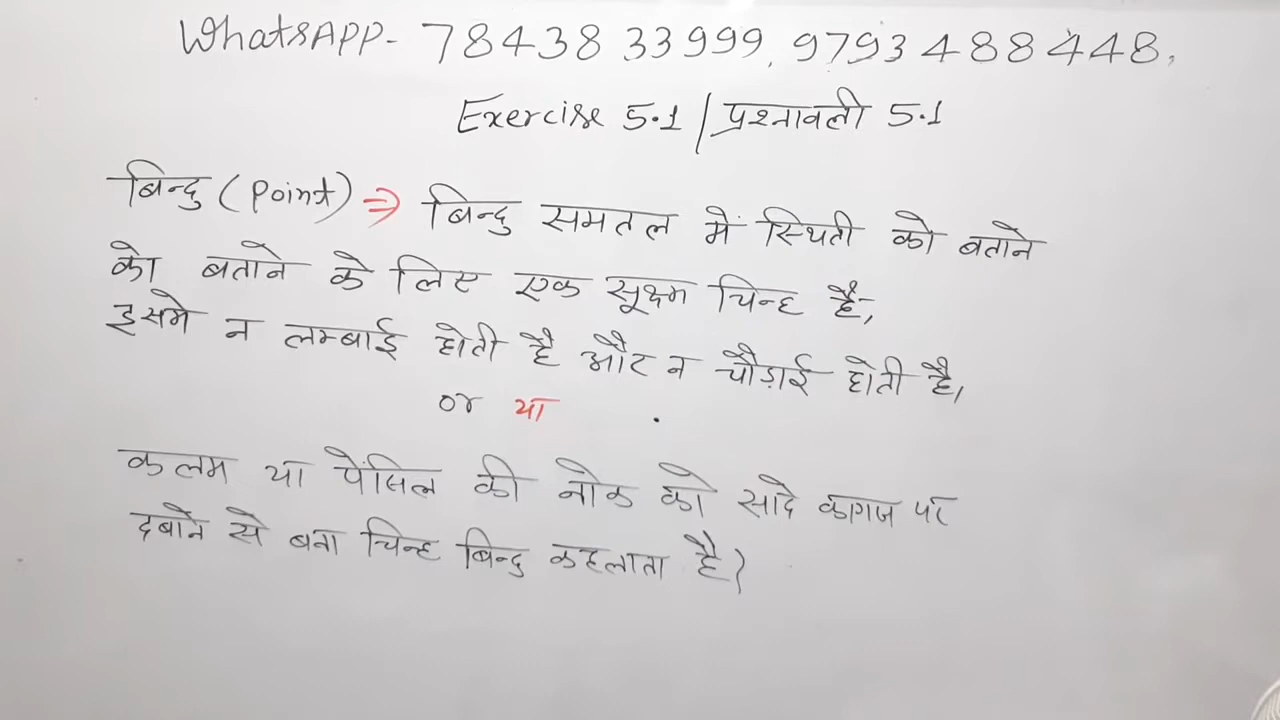 WhatsAPP- 7843833999, 9793488448,
Exercise 5.1 / प्रश्नावली 5.1
बिन्दु (Point) ⇒ बिन्दु समतल में स्थिती को बताने
को बताने के लिए एक सूक्ष्म चिन्ह है,
इसमे न लम्बाई होती है और न चौड़ाई होती है,
or या .
कलम या पेंसिल की नोक को सादे कागज पर
दबाने से बना चिन्ह बिन्दु कहलाता है।